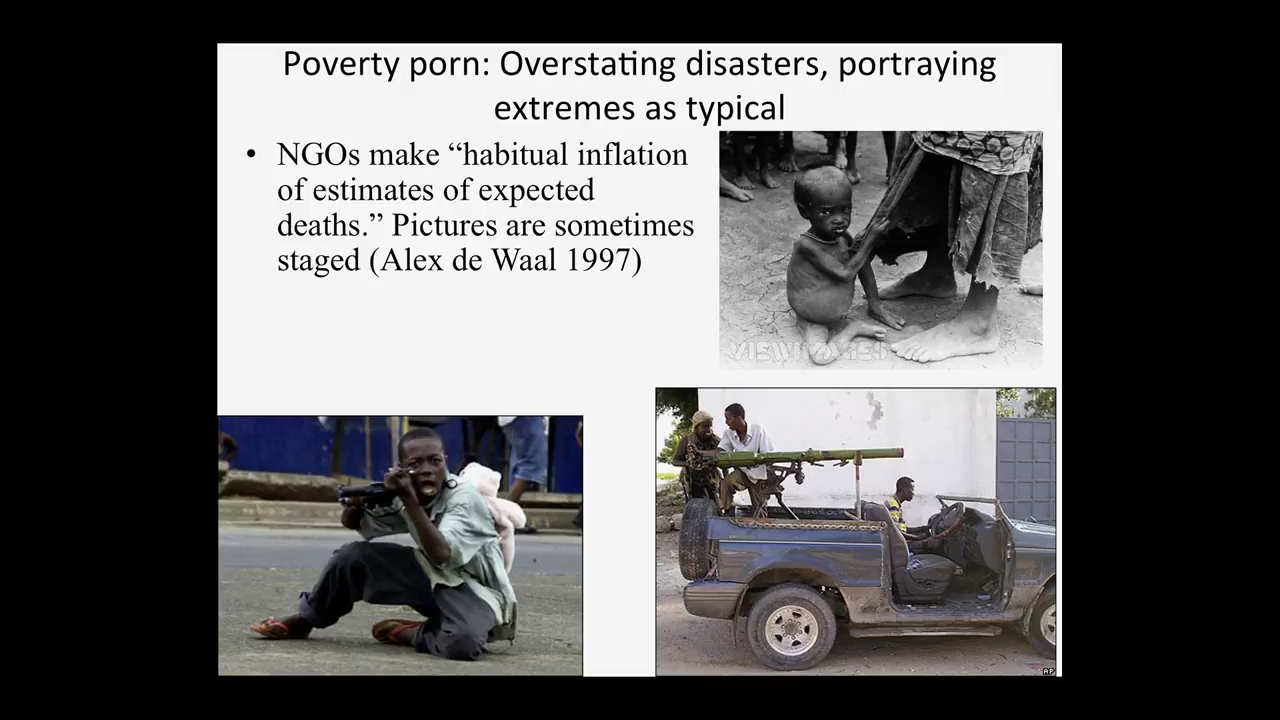 Poverty porn: Overstating disasters, portraying
extremes as typical
• NGOs make “habitual inflation
of estimates of expected
deaths.” Pictures are sometimes
staged (Alex de Waal 1997)
AP